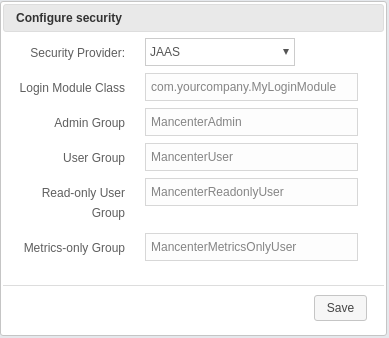 Configure security
Security Provider: JAAS
Login Module Class com.yourcompany.MyLoginModule
Admin Group MancenterAdmin
User Group MancenterUser
Read-only User MancenterReadonlyUser
Group
Metrics-only Group MancenterMetricsOnlyUser
Save